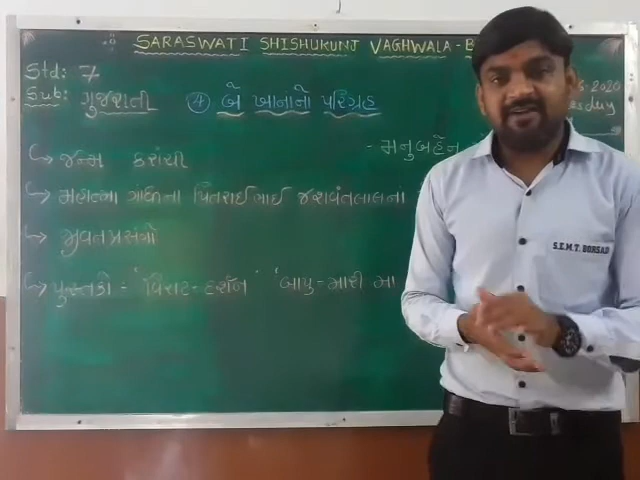 SARASWATI SHISHUKUNJ VAGHWALA - B
Std: 7
Sub: ગુજરાતી ④ બે ખાનાંનો પરિગ્રહ
2020
- મનુબહેન
↳ જન્મ કરાંચી
↳ મહાત્મા ગાંધીના પિતરાઈ ભાઈ જશવંતલાલનાં
↳ જીવનપ્રસંગો
↳ પુસ્તકો = 'વિરાટ-દર્શન' 'બાપુ-મારી મા
S.E.M.T. BORSAD